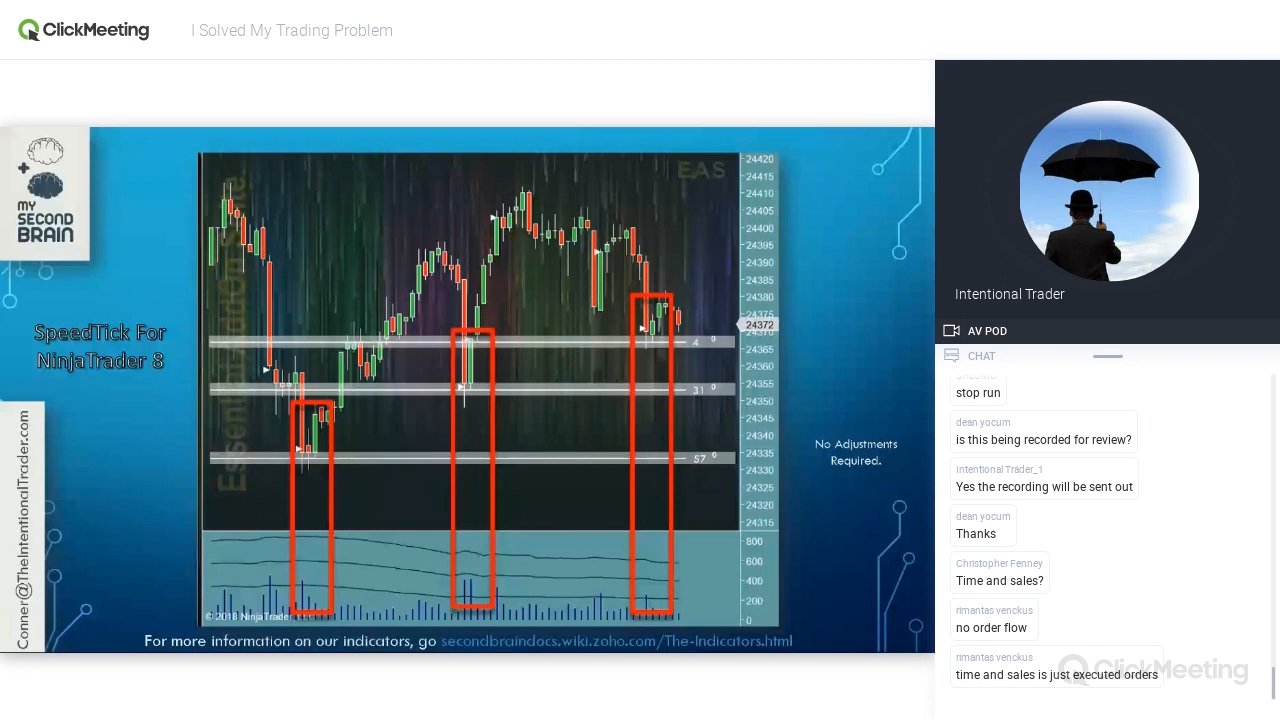 ClickMeeting
I Solved My Trading Problem
MY
SECOND
BRAIN
SpeedTick For
NinjaTrader 8
Conner@TheIntentionalTrader.com
EAS
24420
24415
24410
24405
24400
24395
24390
24385
24380
24375
24372
24370
24365
24360
24355
24350
24345
24340
24335
24330
24325
24320
24315
4 0
31 0
57 0
800
600
400
200
0
© 2018 NinjaTrader
No Adjustments
Required.
For more information on our indicators, go secondbraindocs.wiki.zoho.com/The-Indicators.html
Intentional Trader
AV POD
CHAT
stop run
dean yocum
is this being recorded for review?
Intentional Trader_1
Yes the recording will be sent out
dean yocum
Thanks
Christopher Fenney
Time and sales?
rimantas venckus
no order flow
rimantas venckus
time and sales is just executed orders
ClickMeeting